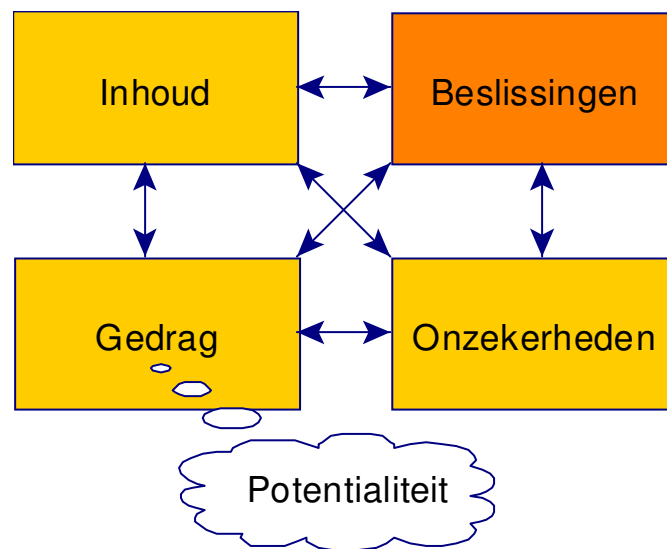 Inhoud
Beslissingen
Gedrag
Onzekerheden
Potentialiteit